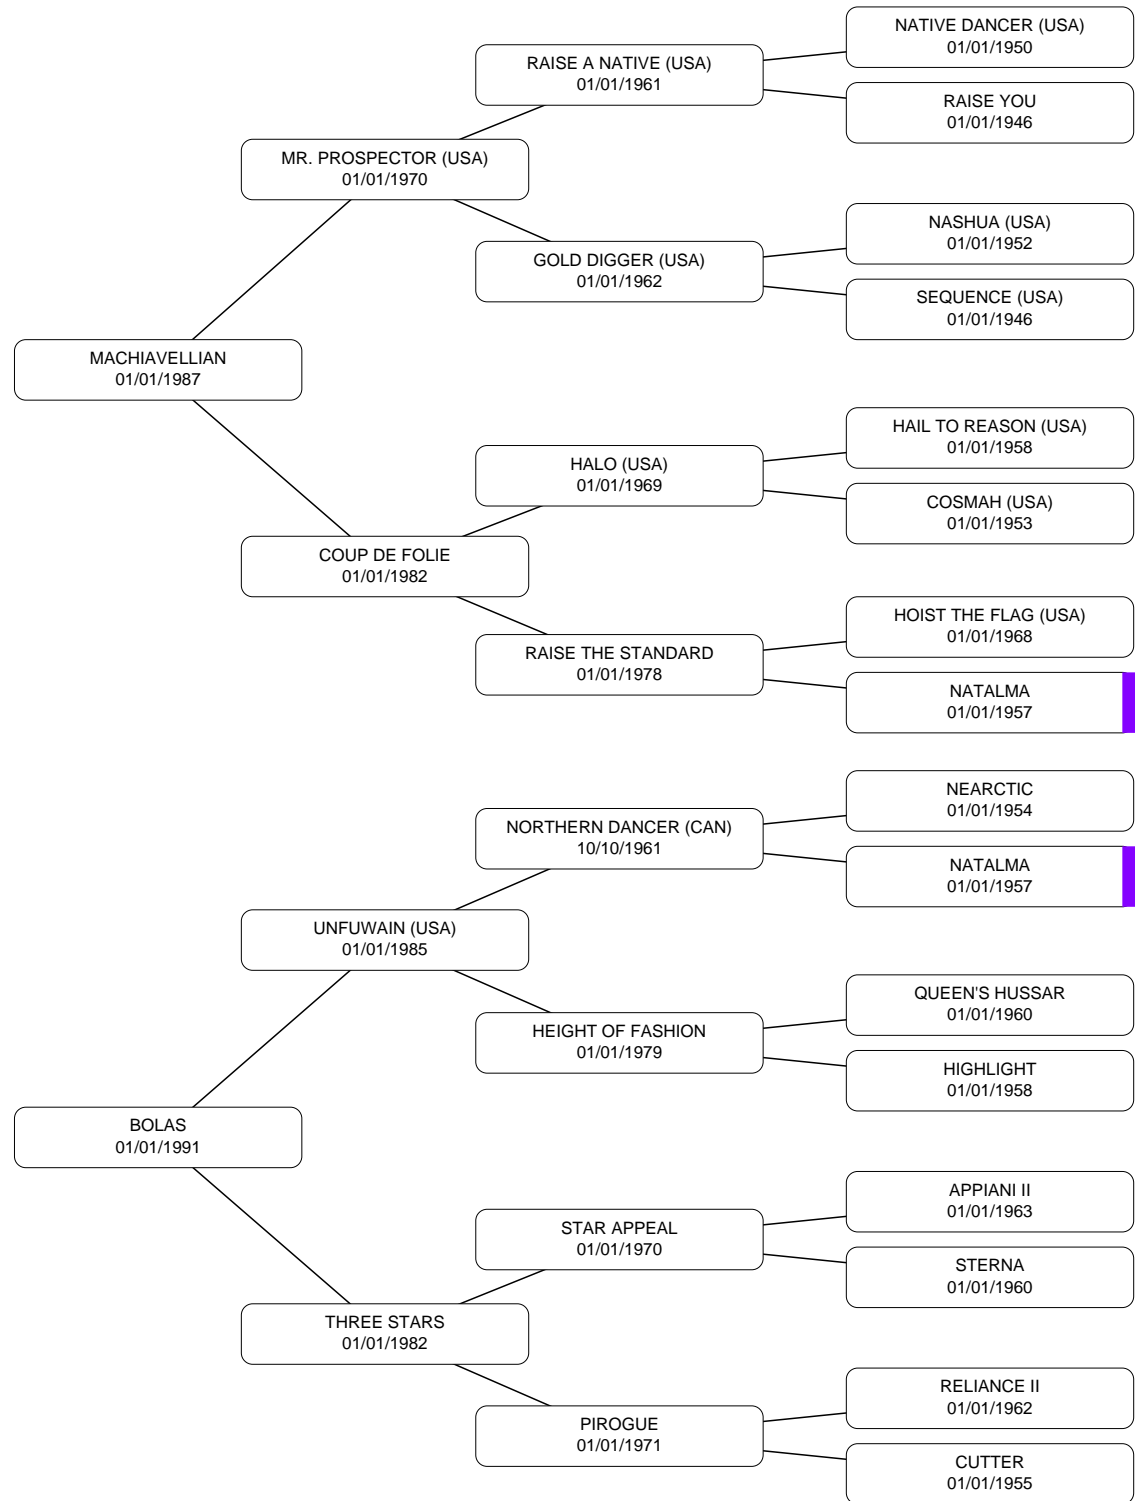 NATIVE DANCER (USA)
01/01/1950
RAISE A NATIVE (USA)
01/01/1961
RAISE YOU
01/01/1946
MR. PROSPECTOR (USA)
01/01/1970
NASHUA (USA)
01/01/1952
GOLD DIGGER (USA)
01/01/1962
SEQUENCE (USA)
01/01/1946
MACHIAVELLIAN
01/01/1987
HAIL TO REASON (USA)
01/01/1958
HALO (USA)
01/01/1969
COSMAH (USA)
01/01/1953
COUP DE FOLIE
01/01/1982
HOIST THE FLAG (USA)
01/01/1968
RAISE THE STANDARD
01/01/1978
NATALMA
01/01/1957
NEARCTIC
01/01/1954
NORTHERN DANCER (CAN)
10/10/1961
NATALMA
01/01/1957
UNFUWAIN (USA)
01/01/1985
QUEEN'S HUSSAR
01/01/1960
HEIGHT OF FASHION
01/01/1979
HIGHLIGHT
01/01/1958
BOLAS
01/01/1991
APPIANI II
01/01/1963
STAR APPEAL
01/01/1970
STERNA
01/01/1960
THREE STARS
01/01/1982
RELIANCE II
01/01/1962
PIROGUE
01/01/1971
CUTTER
01/01/1955